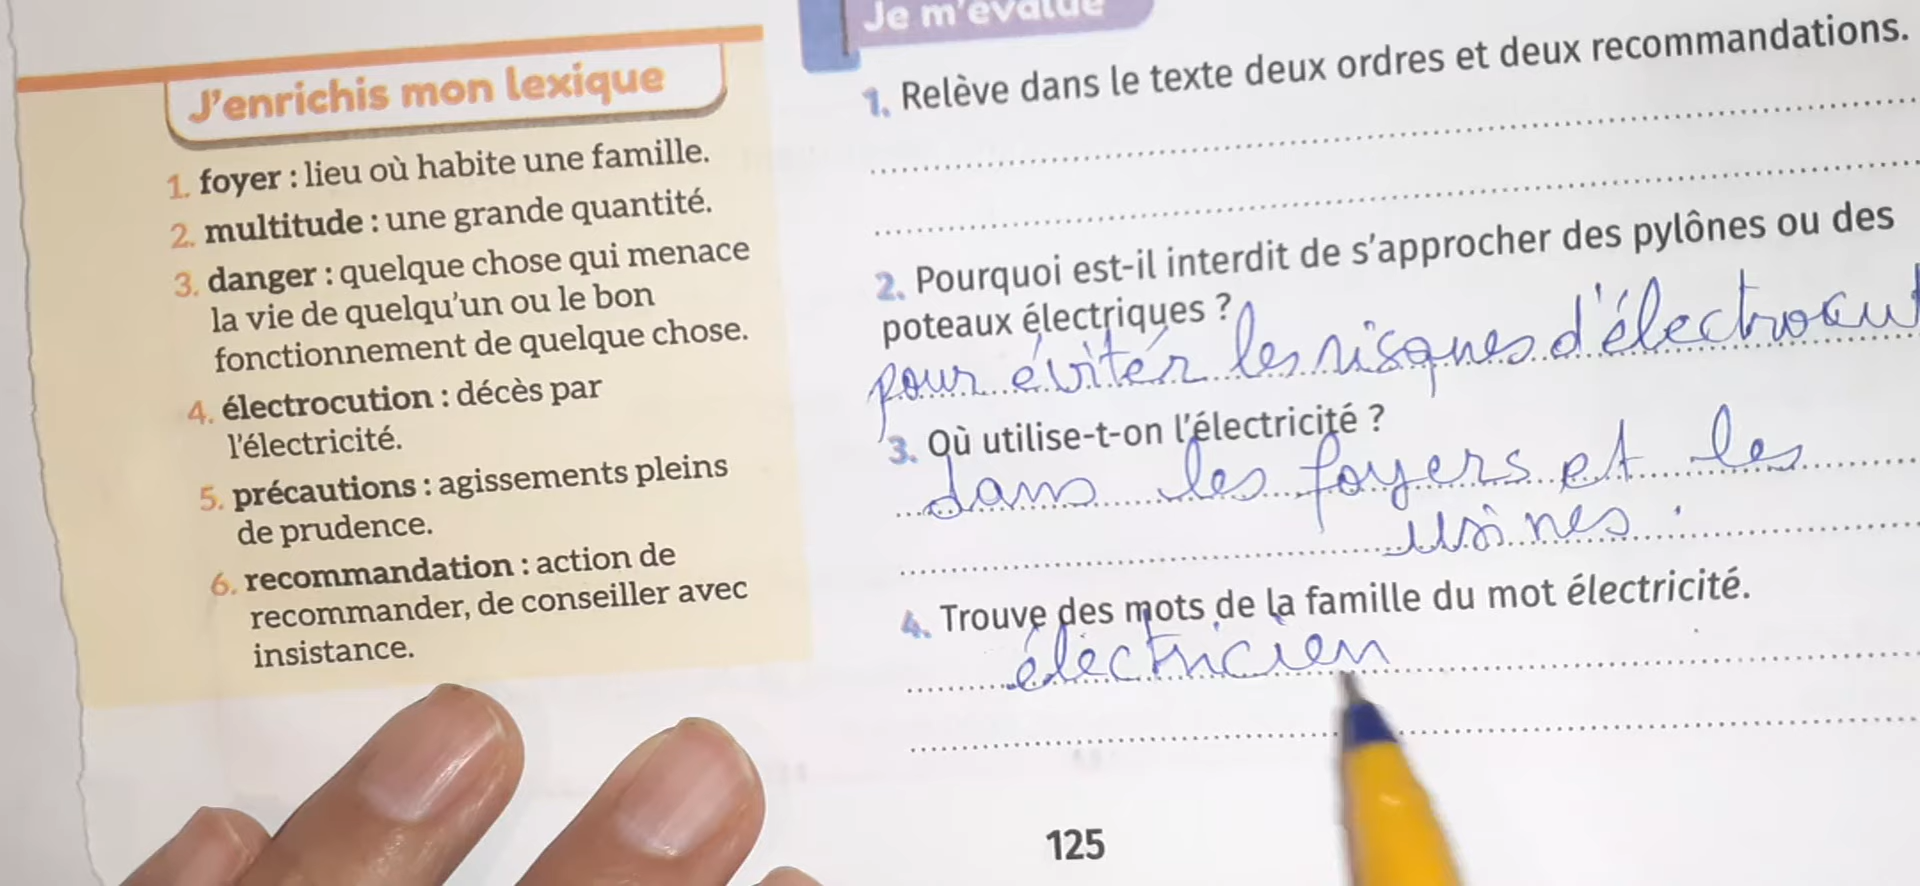 J'enrichis mon lexique
1. foyer : lieu où habite une famille.
2. multitude : une grande quantité.
3. danger : quelque chose qui menace
la vie de quelqu'un ou le bon
fonctionnement de quelque chose.
4. électrocution : décès par
l'électricité.
5. précautions : agissements pleins
de prudence.
6. recommandation : action de
recommander, de conseiller avec
insistance.
Je m'évalue
1. Relève dans le texte deux ordres et deux recommandations.
2. Pourquoi est-il interdit de s'approcher des pylônes ou des
poteaux électriques ?
pour éviter les risques d'électrocut
3. Où utilise-t-on l'électricité ?
dans les foyers et les
usines.
4. Trouve des mots de la famille du mot électricité.
électricien
125